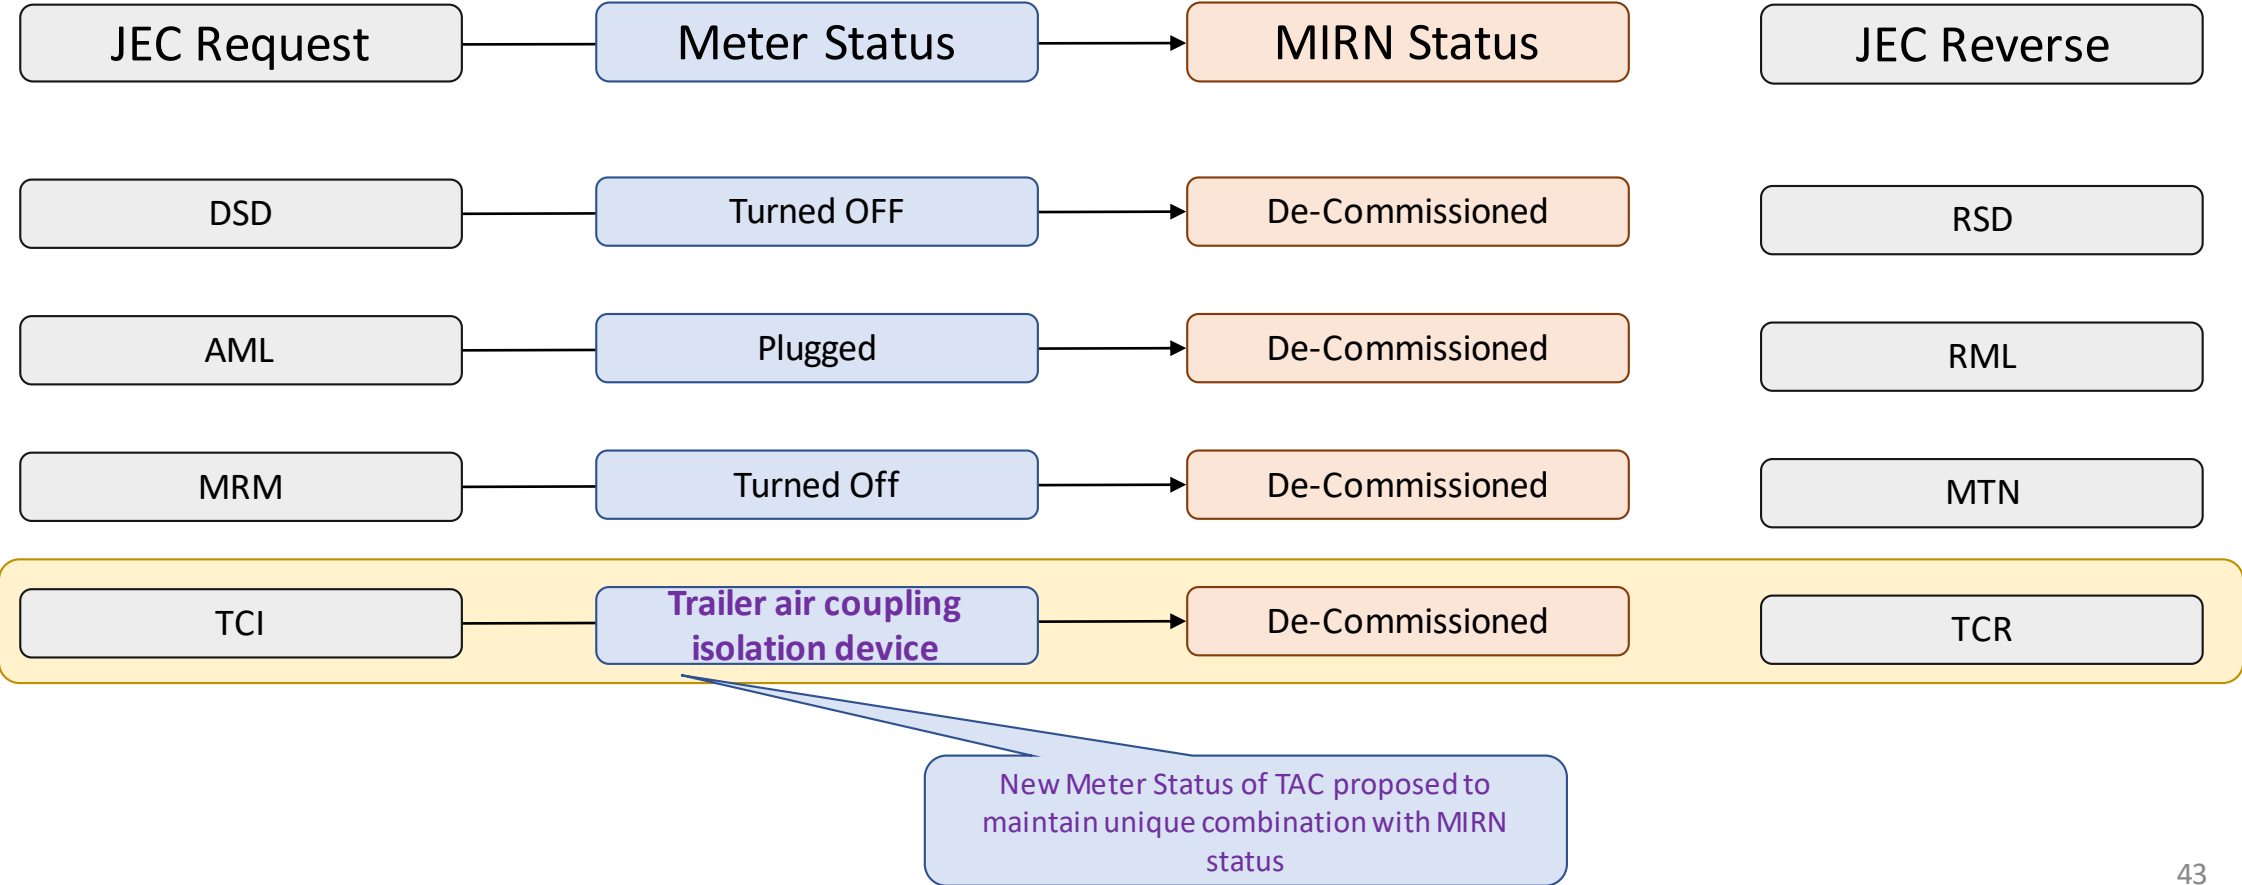 JEC Request
Meter Status
MIRN Status
JEC Reverse
DSD
Turned OFF
De-Commissioned
RSD
AML
Plugged
De-Commissioned
RML
MRM
Turned Off
De-Commissioned
MTN
TCI
Trailer air coupling
isolation device
De-Commissioned
TCR
New Meter Status of TAC proposed to
maintain unique combination with MIRN
status
43